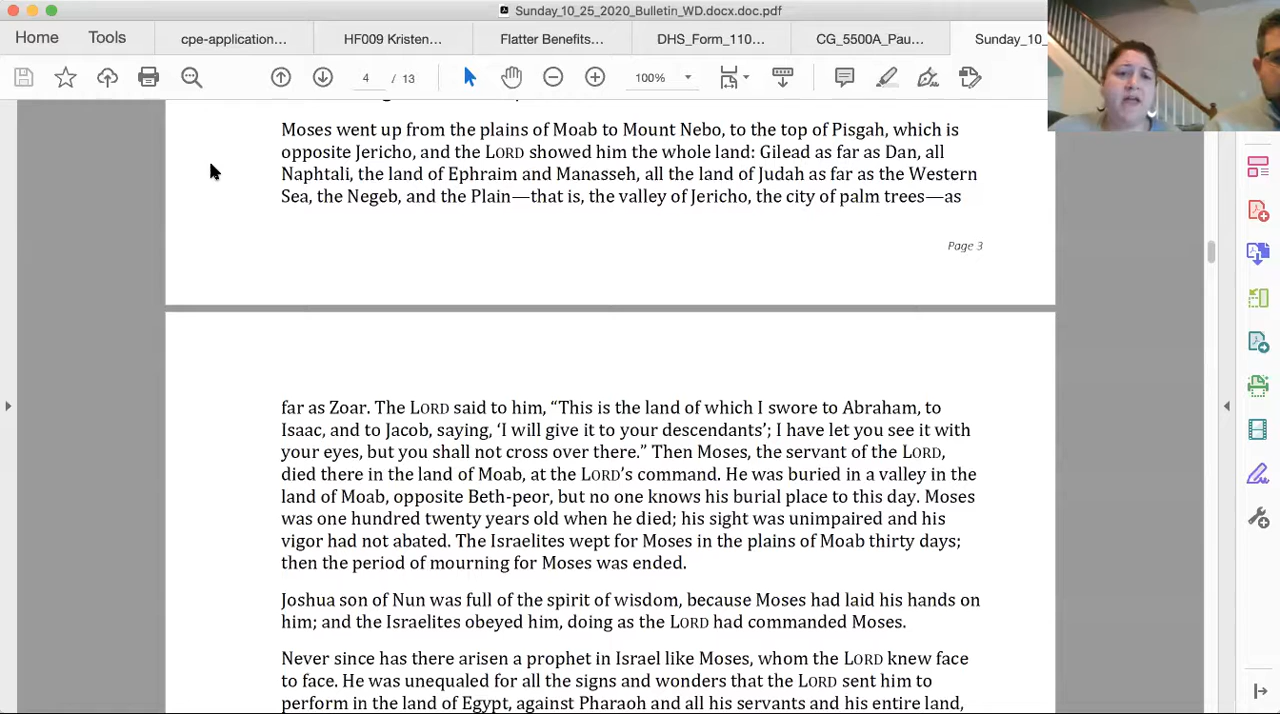 Sunday_10_25_2020_Bulletin_WD.docx.doc.pdf
Home Tools cpe-application... HF009 Kristen... Flatter Benefits... DHS_Form_110... CG_5500A_Pau... Sunday_10_
4 / 13 100%
Moses went up from the plains of Moab to Mount Nebo, to the top of Pisgah, which is
opposite Jericho, and the LORD showed him the whole land: Gilead as far as Dan, all
Naphtali, the land of Ephraim and Manasseh, all the land of Judah as far as the Western
Sea, the Negeb, and the Plain—that is, the valley of Jericho, the city of palm trees—as
Page 3
far as Zoar. The LORD said to him, “This is the land of which I swore to Abraham, to
Isaac, and to Jacob, saying, ‘I will give it to your descendants’; I have let you see it with
your eyes, but you shall not cross over there.” Then Moses, the servant of the LORD,
died there in the land of Moab, at the LORD’s command. He was buried in a valley in the
land of Moab, opposite Beth-peor, but no one knows his burial place to this day. Moses
was one hundred twenty years old when he died; his sight was unimpaired and his
vigor had not abated. The Israelites wept for Moses in the plains of Moab thirty days;
then the period of mourning for Moses was ended.
Joshua son of Nun was full of the spirit of wisdom, because Moses had laid his hands on
him; and the Israelites obeyed him, doing as the LORD had commanded Moses.
Never since has there arisen a prophet in Israel like Moses, whom the LORD knew face
to face. He was unequaled for all the signs and wonders that the LORD sent him to
perform in the land of Egypt, against Pharaoh and all his servants and his entire land,